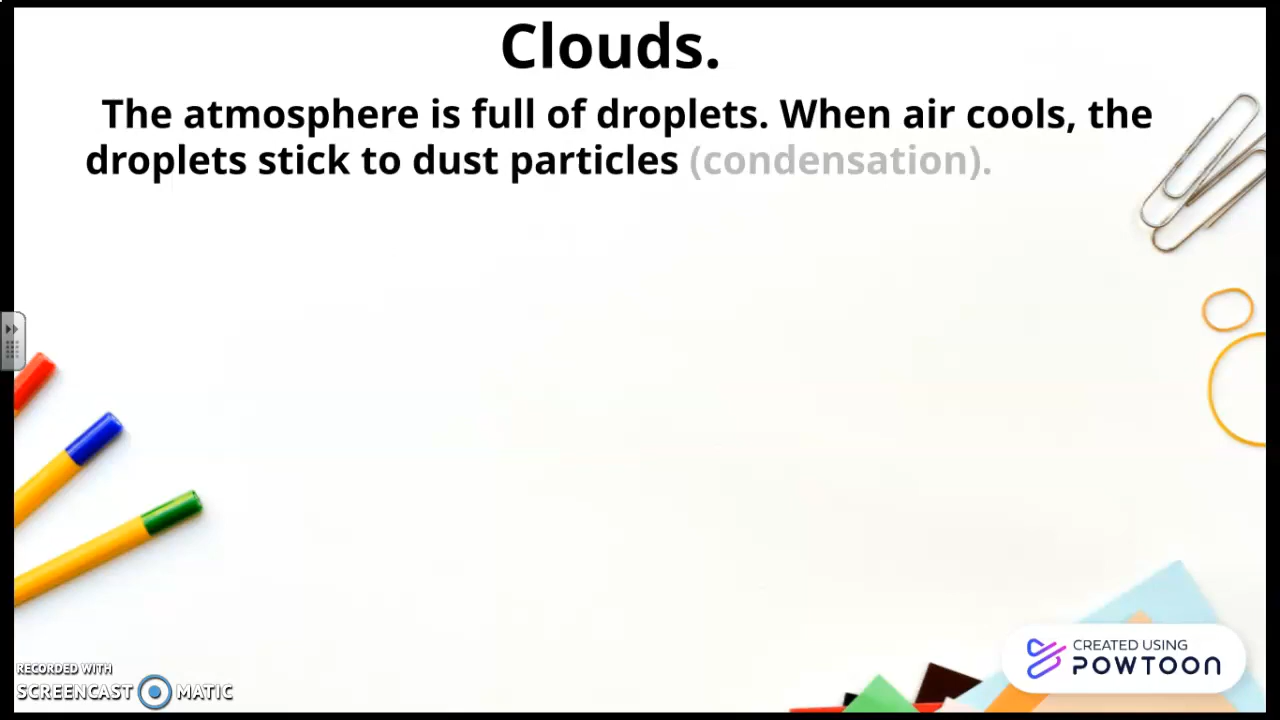 Clouds.
The atmosphere is full of droplets. When air cools, the
droplets stick to dust particles (condensation).
CREATED USING
POWTOON
RECORDED WITH
SCREENCAST MATIC